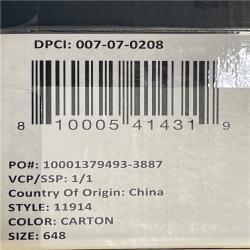 DPCI: 007-07-0208
8 10005 41431 9
PO#: 10001379493-3887
VCP/SSP: 1/1
Country Of Origin: China
STYLE: 11914
COLOR: CARTON
SIZE: 648